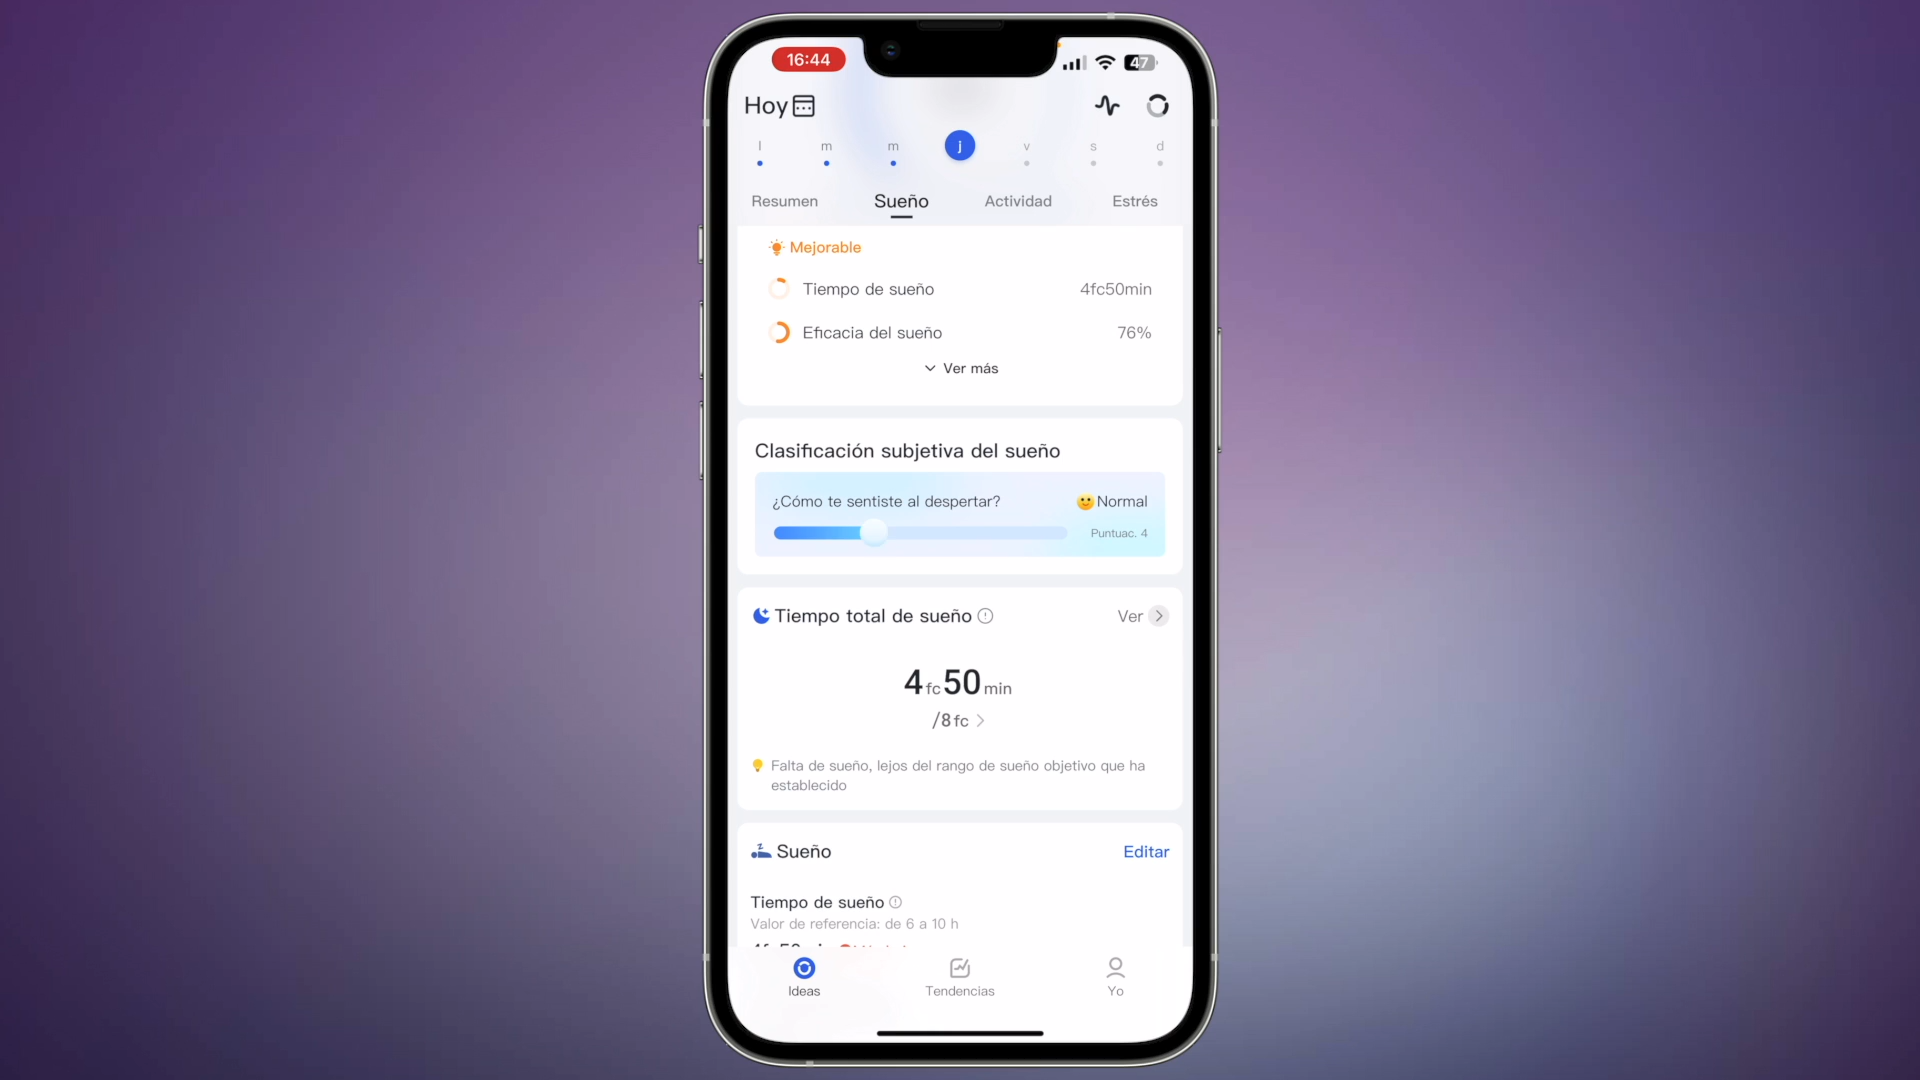 16:44
47
Hoy
l m m j v s d
Resumen Sueño Actividad Estrés
Mejorable
Tiempo de sueño 4fc50min
Eficacia del sueño 76%
Ver más
Clasificación subjetiva del sueño
¿Cómo te sentiste al despertar? Normal
Puntuac. 4
Tiempo total de sueño Ver
4fc50min
/8fc
Falta de sueño, lejos del rango de sueño objetivo que ha
establecido
Sueño Editar
Tiempo de sueño
Valor de referencia: de 6 a 10 h
Ideas Tendencias Yo